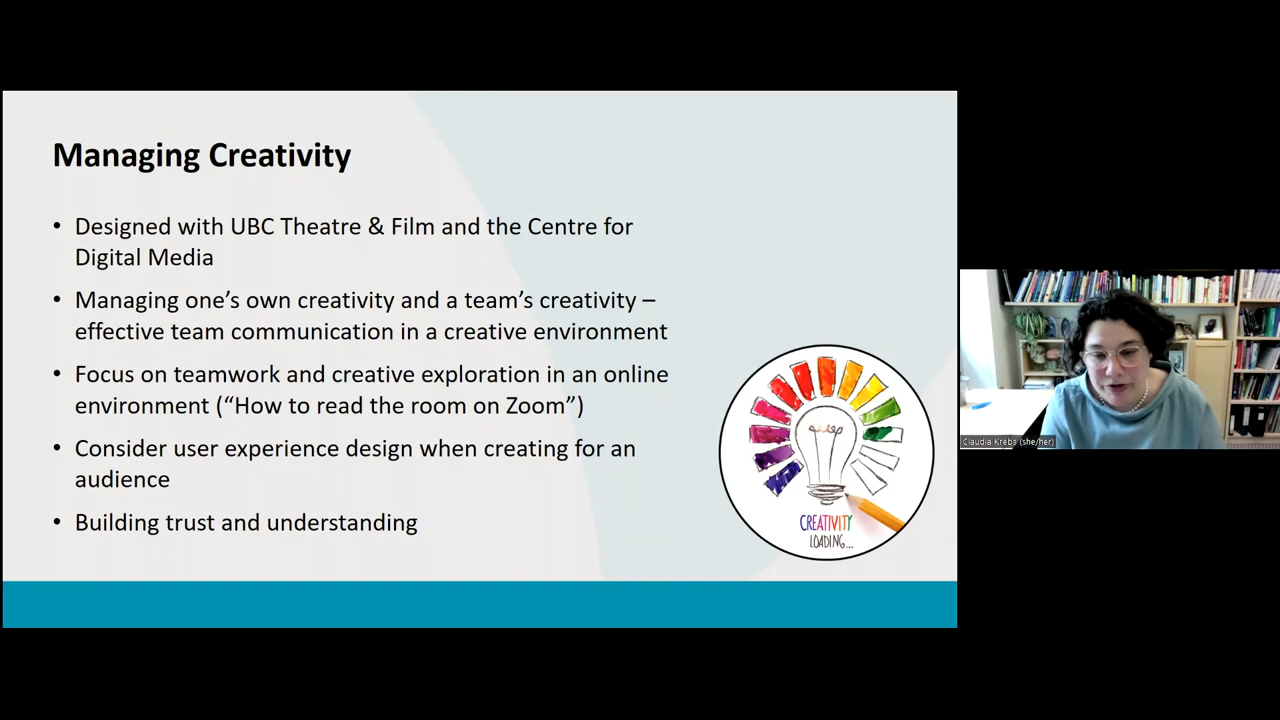 Managing Creativity
• Designed with UBC Theatre & Film and the Centre for
Digital Media
• Managing one’s own creativity and a team’s creativity –
effective team communication in a creative environment
• Focus on teamwork and creative exploration in an online
environment (“How to read the room on Zoom”)
• Consider user experience design when creating for an
audience
• Building trust and understanding
CREATIVITY
LOADING...
Claudia Krebs (she/her)